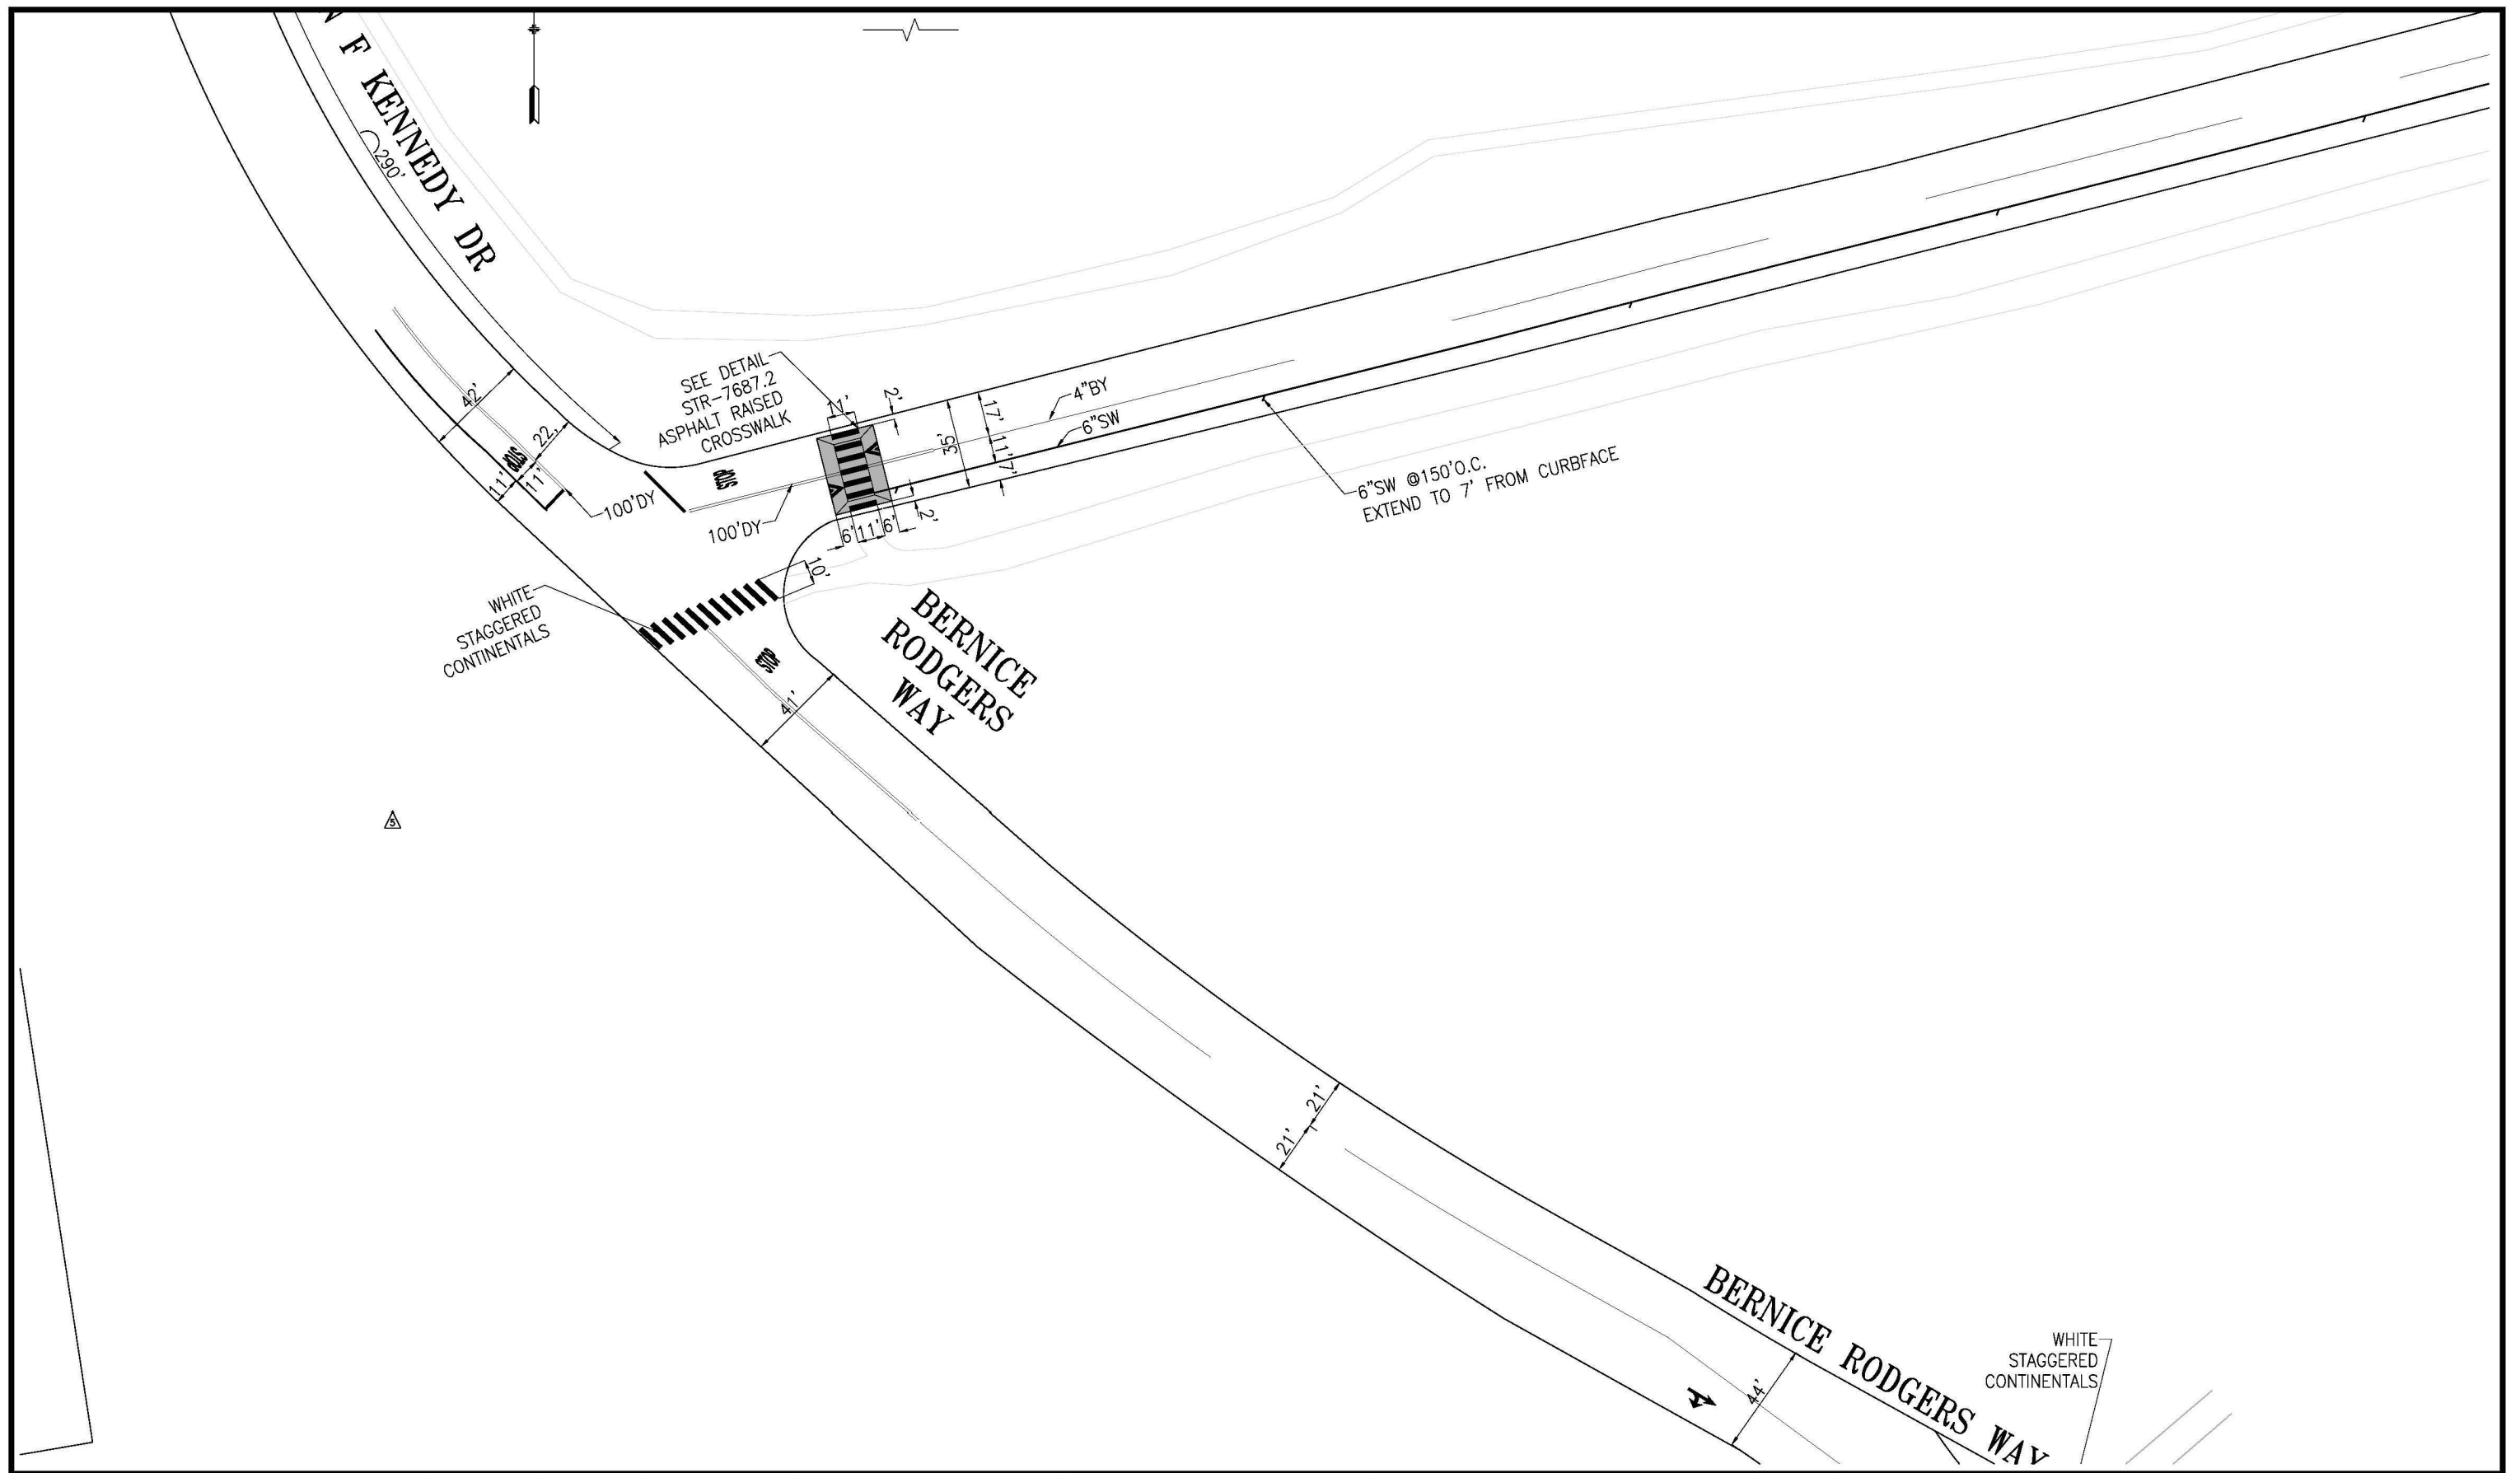 N F KENNEDY DR
290'
SEE DETAIL
STR-7687.2
ASPHALT RAISED
CROSSWALK
11'
2'
17'
4"BY
6"SW
35'
11'
7'
42'
22'
STOP
11'
11'
100'DY
STOP
100'DY
6'
11'
6'
2'
10'
6"SW @150'O.C.
EXTEND TO 7' FROM CURBFACE
WHITE
STAGGERED
CONTINENTALS
STOP
BERNICE
RODGERS
WAY
41'
5
21'
21'
BERNICE RODGERS WAY
44'
WHITE
STAGGERED
CONTINENTALS